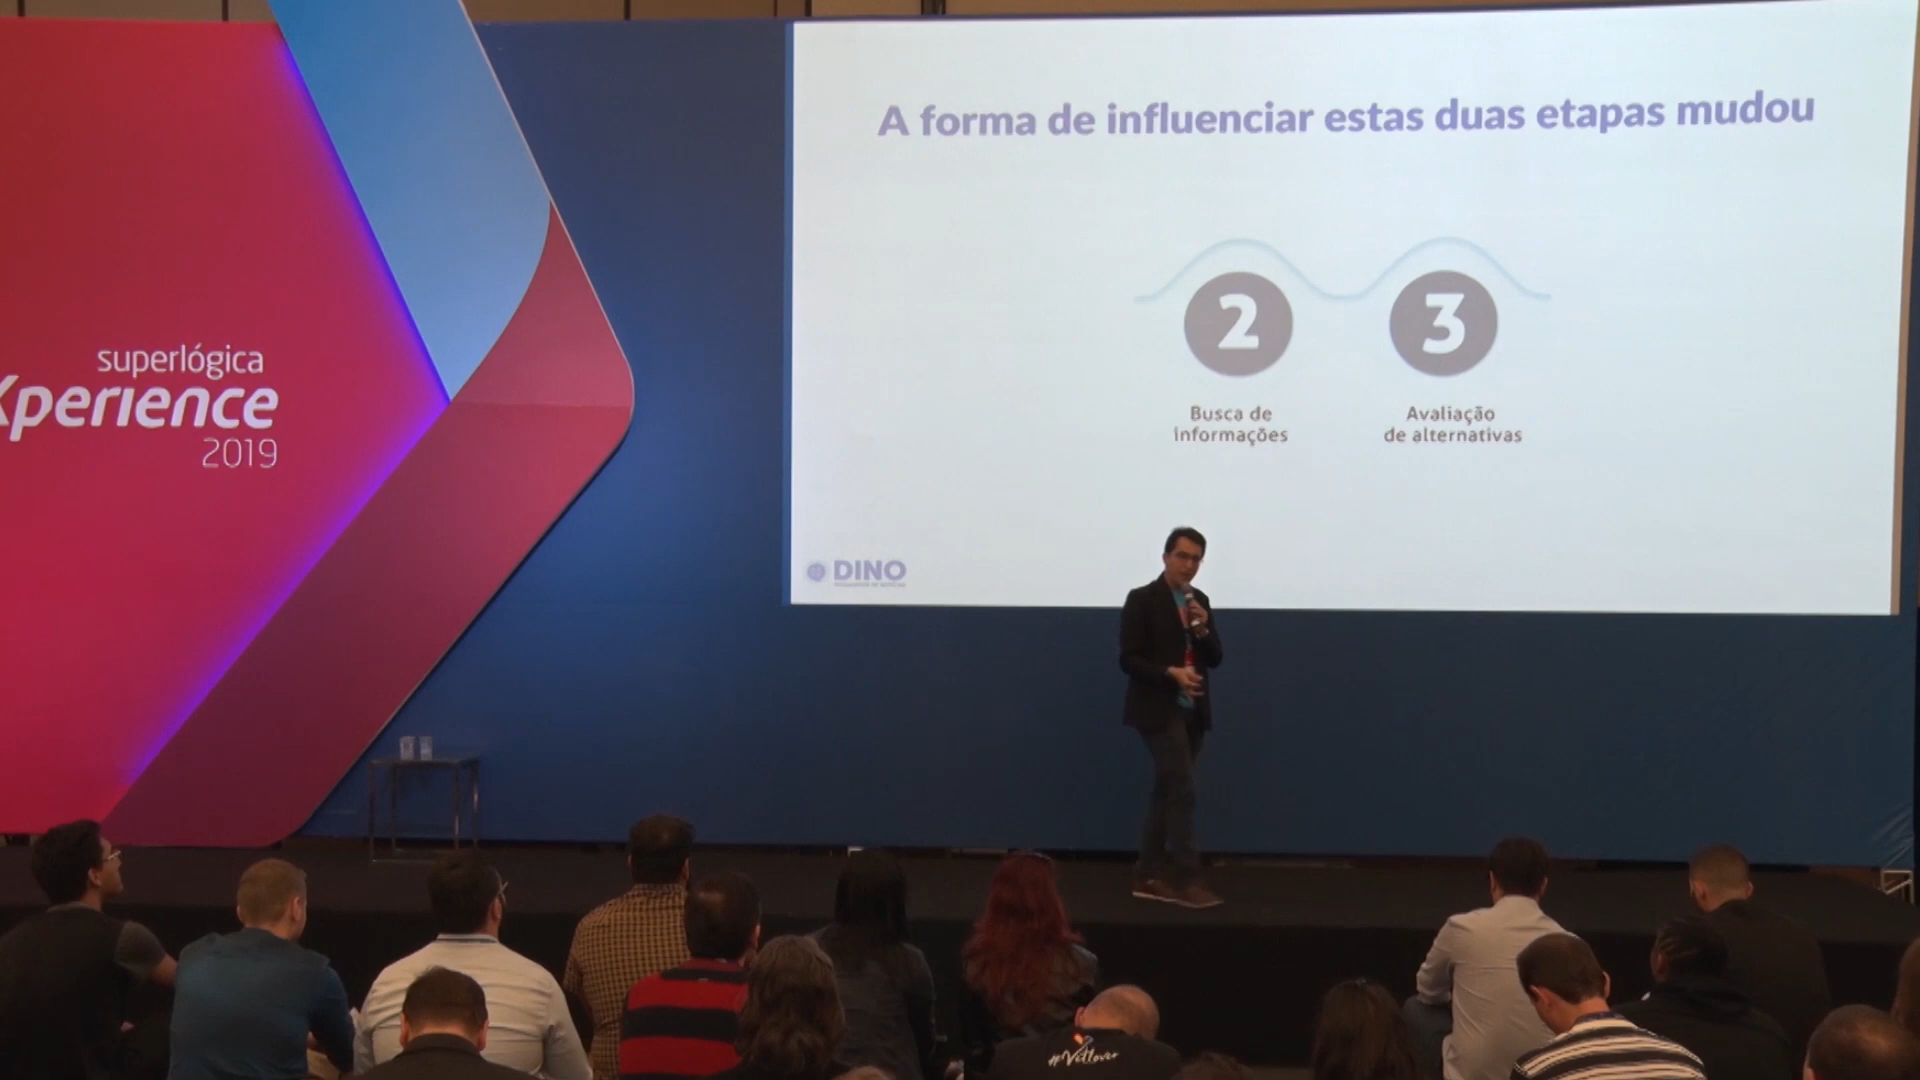 superlógica
Xperience
2019
A forma de influenciar estas duas etapas mudou
2
3
Busca de
informações
Avaliação
de alternativas
DINO
#Vetlover